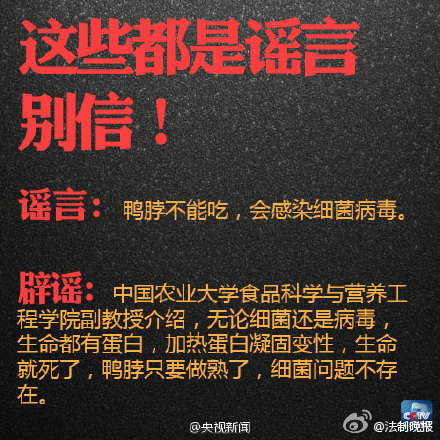 这些都是谣言
别信！
谣言：鸭脖不能吃，会感染细菌病毒。
辟谣：中国农业大学食品科学与营养工
程学院副教授介绍，无论细菌还是病毒，
生命都有蛋白，加热蛋白凝固变性，生命
就死了，鸭脖只要做熟了，细菌问题不存
在。
CCTV
@央视新闻
@法制晚报